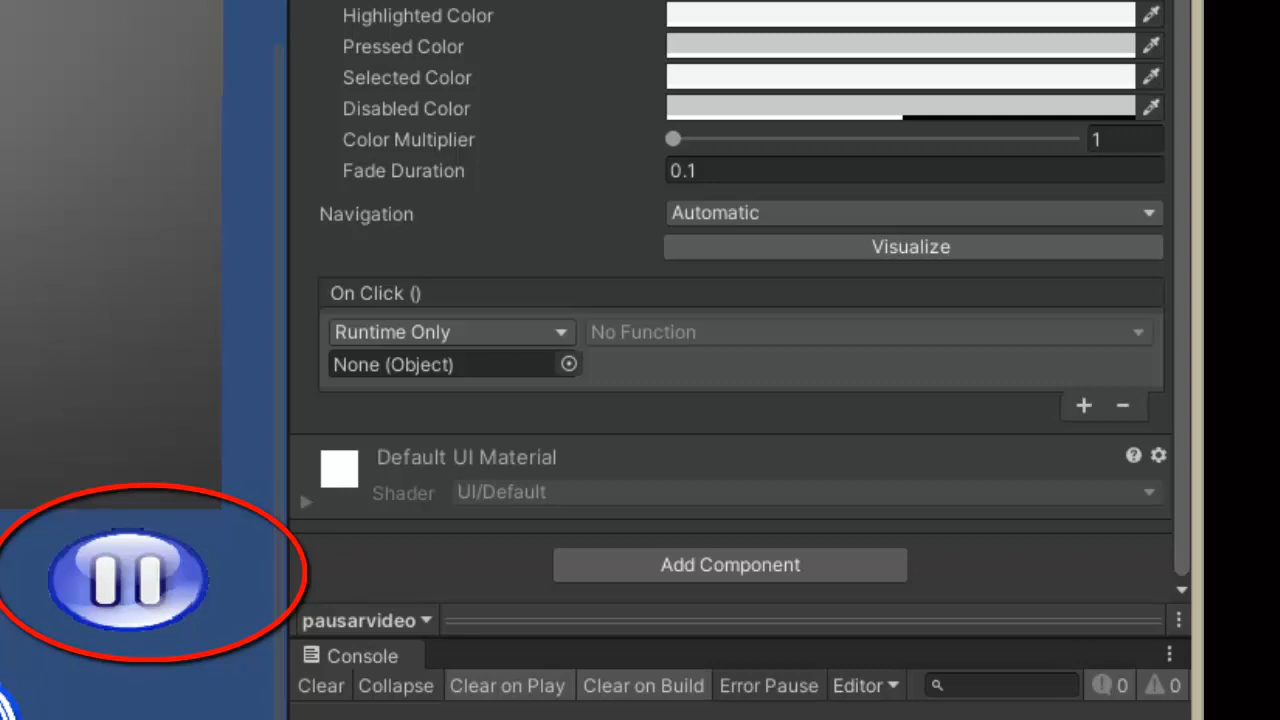 Highlighted Color
Pressed Color
Selected Color
Disabled Color
Color Multiplier 1
Fade Duration 0.1
Navigation Automatic
Visualize
On Click ()
Runtime Only No Function
None (Object)
Default UI Material
Shader UI/Default
Add Component
pausarvideo
Console
Clear Collapse Clear on Play Clear on Build Error Pause Editor 0 0